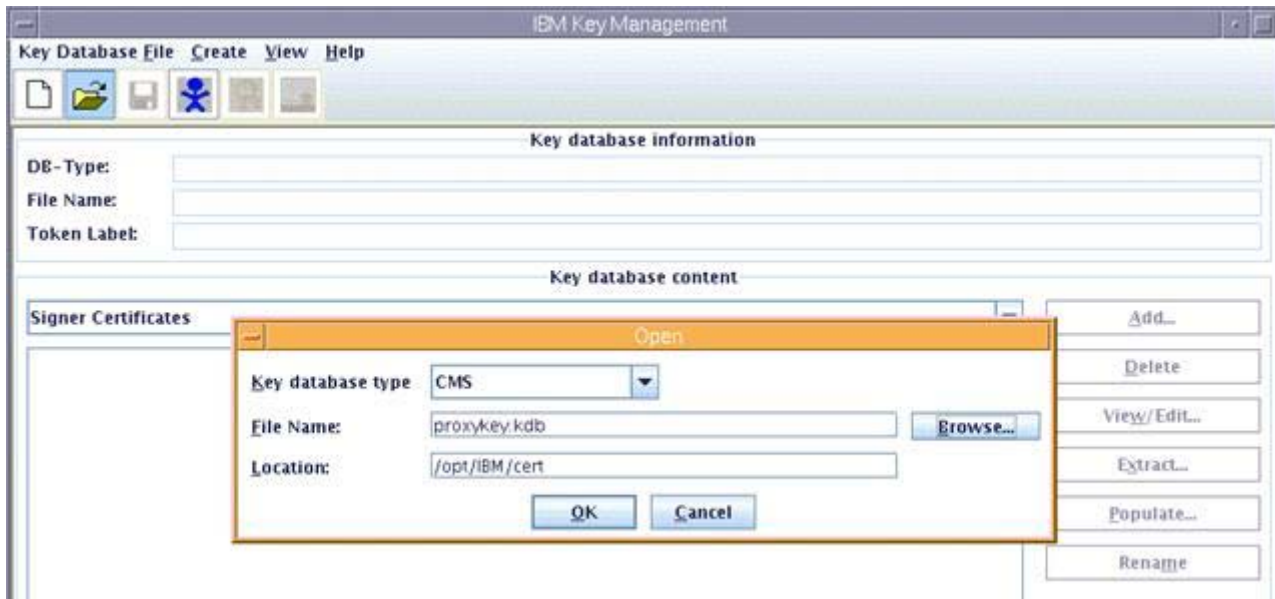 IBM Key Management
Key Database File Create View Help
Key database information
DB-Type:
File Name:
Token Label:
Key database content
Signer Certificates
Add...
Delete
View/Edit...
Extract...
Populate...
Rename
Open
Key database type CMS
File Name: proxykey.kdb Browse...
Location: /opt/IBM/cert
OK Cancel